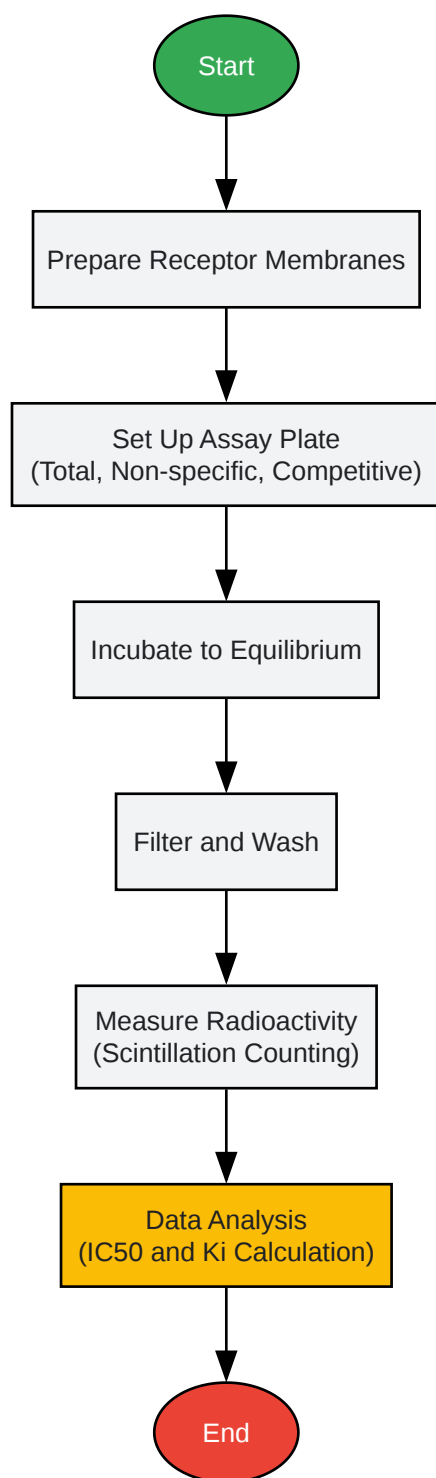 Start
Prepare Receptor Membranes
Set Up Assay Plate
(Total, Non-specific, Competitive)
Incubate to Equilibrium
Filter and Wash
Measure Radioactivity
(Scintillation Counting)
Data Analysis
(IC50 and Ki Calculation)
End